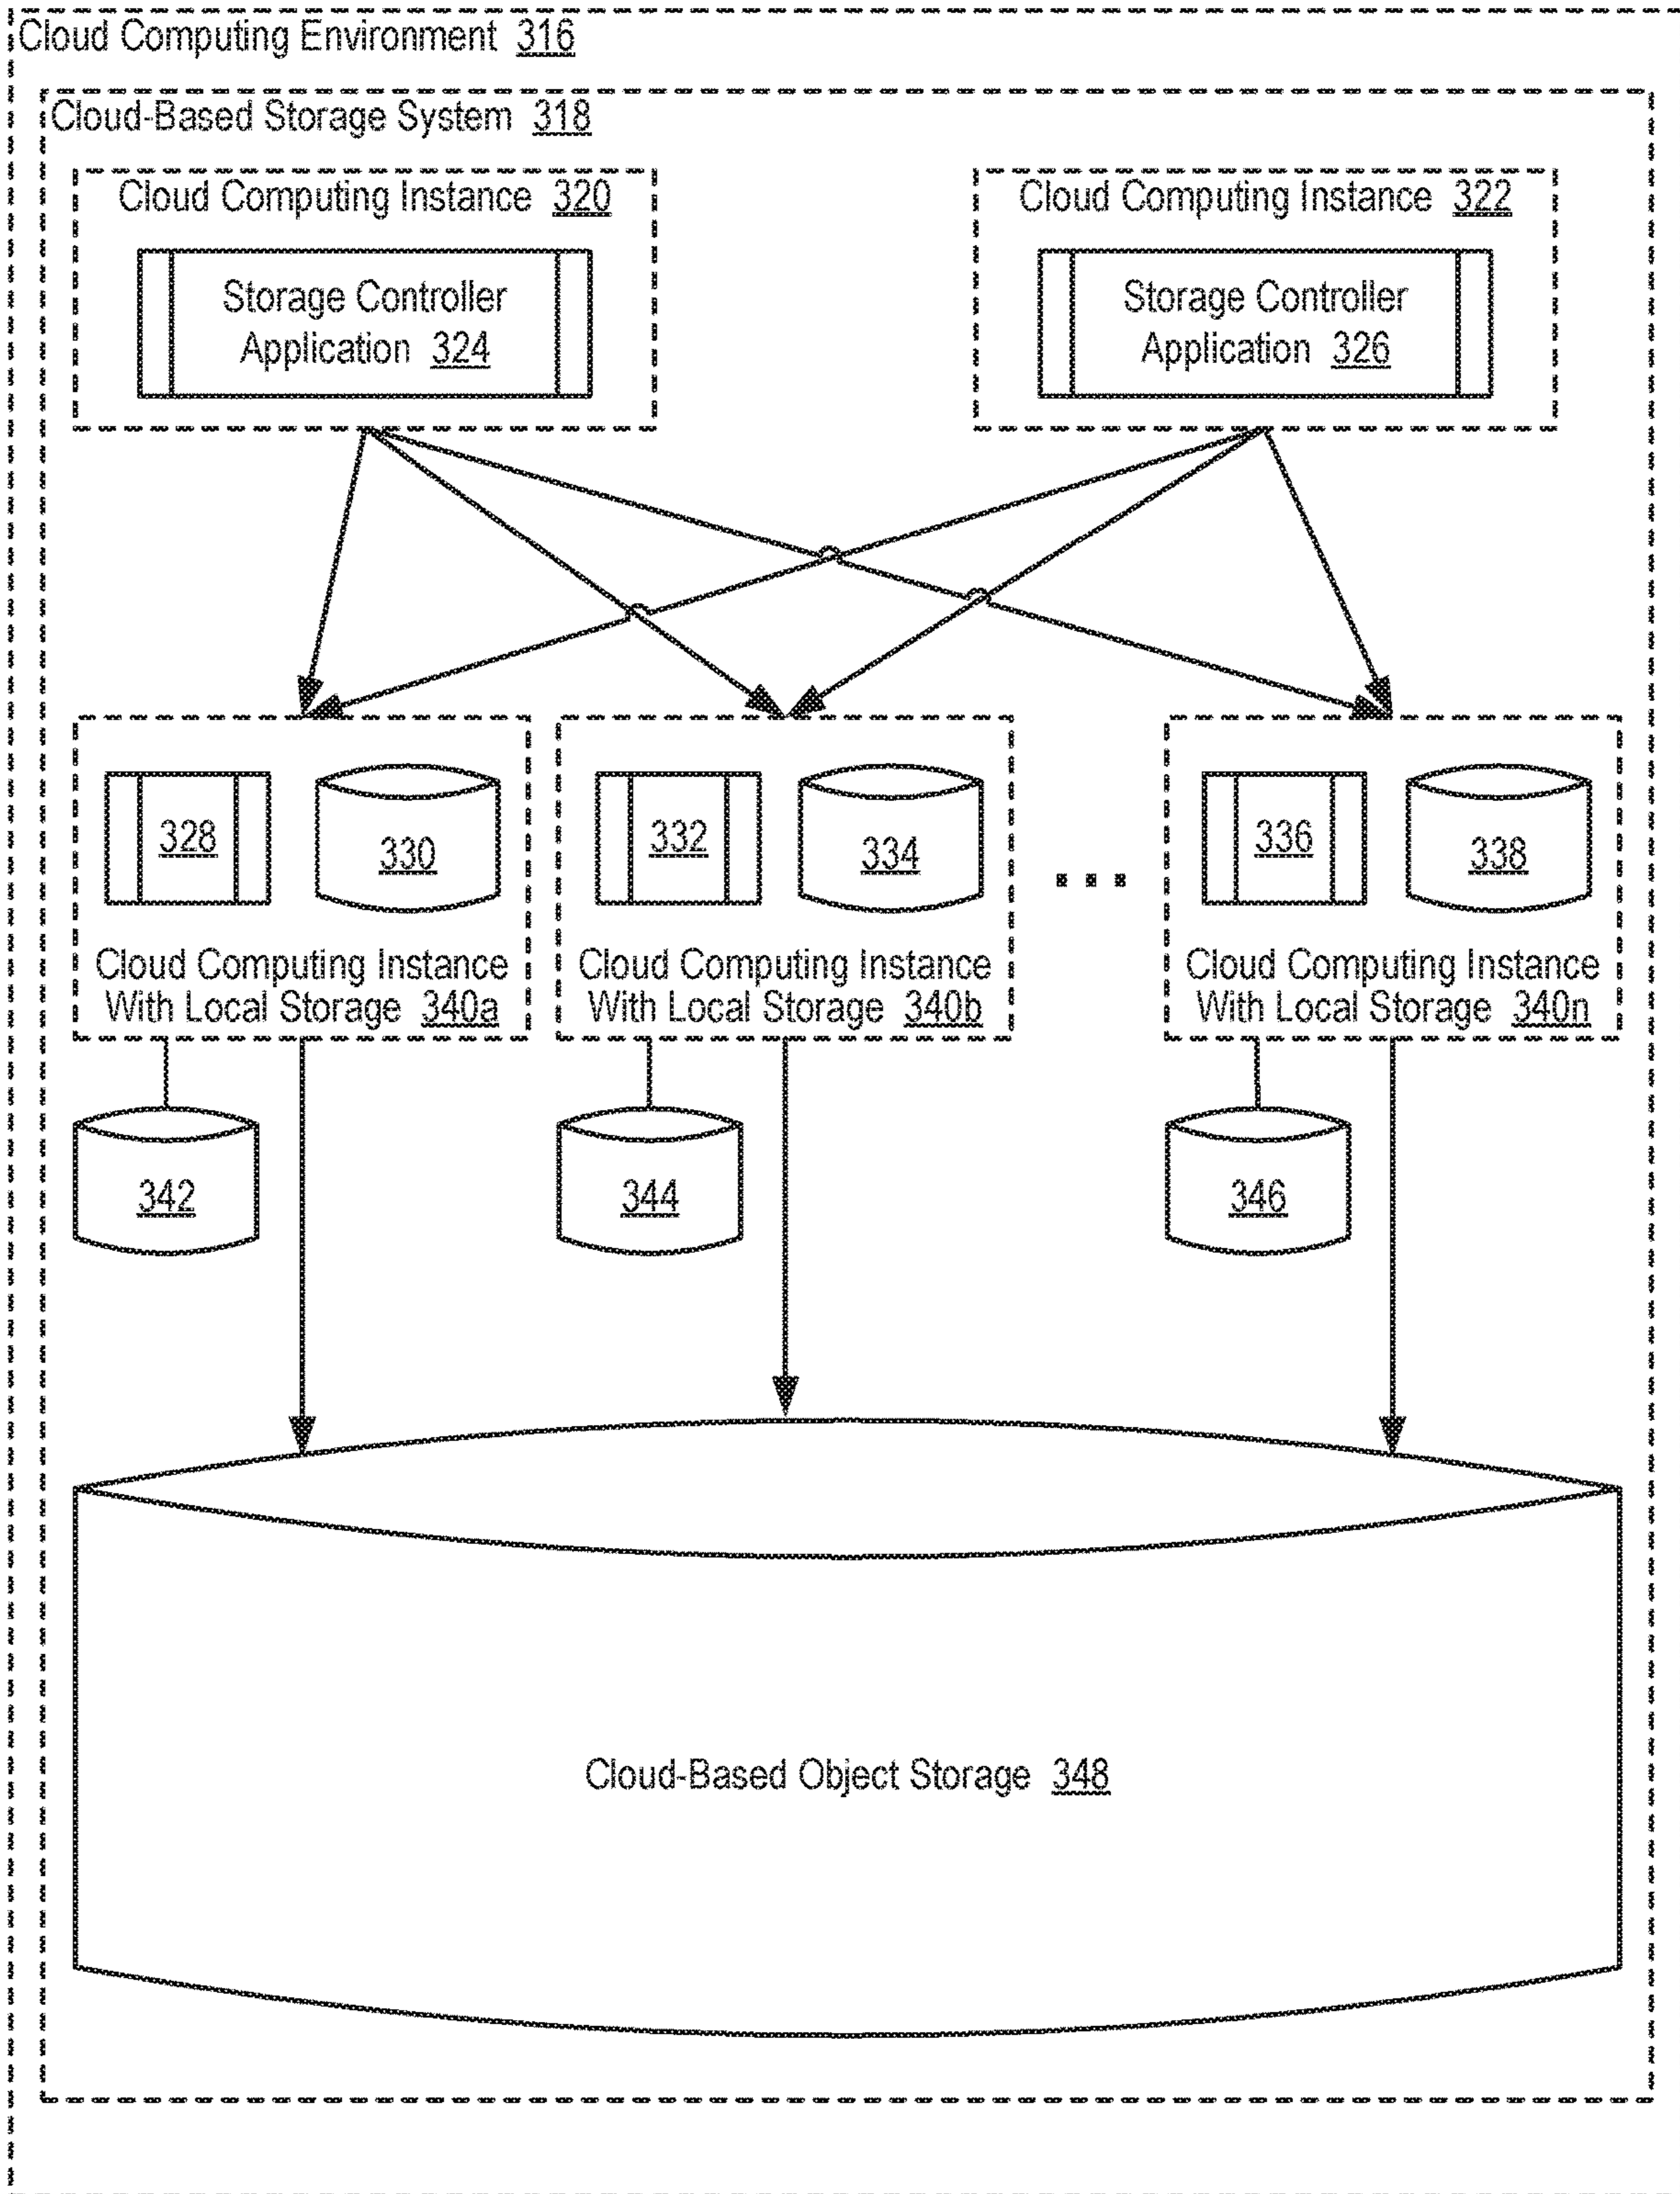 Cloud Computing Environment 316
Cloud-Based Storage System 318
Cloud Computing Instance 320
Storage Controller
Application 324
Cloud Computing Instance 322
Storage Controller
Application 326
328
330
Cloud Computing Instance
With Local Storage 340a
332
334
Cloud Computing Instance
With Local Storage 340b
...
336
338
Cloud Computing Instance
With Local Storage 340n
342
344
346
Cloud-Based Object Storage 348